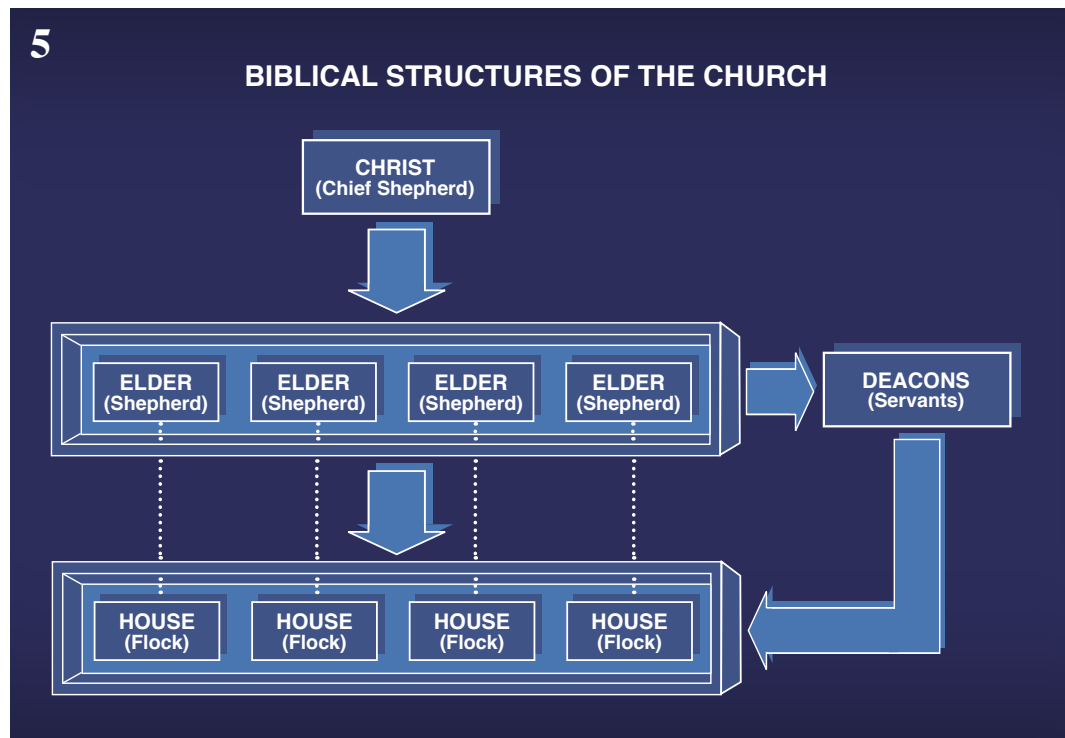 5
BIBLICAL STRUCTURES OF THE CHURCH
CHRIST
(Chief Shepherd)
ELDER
(Shepherd)
ELDER
(Shepherd)
ELDER
(Shepherd)
ELDER
(Shepherd)
DEACONS
(Servants)
HOUSE
(Flock)
HOUSE
(Flock)
HOUSE
(Flock)
HOUSE
(Flock)